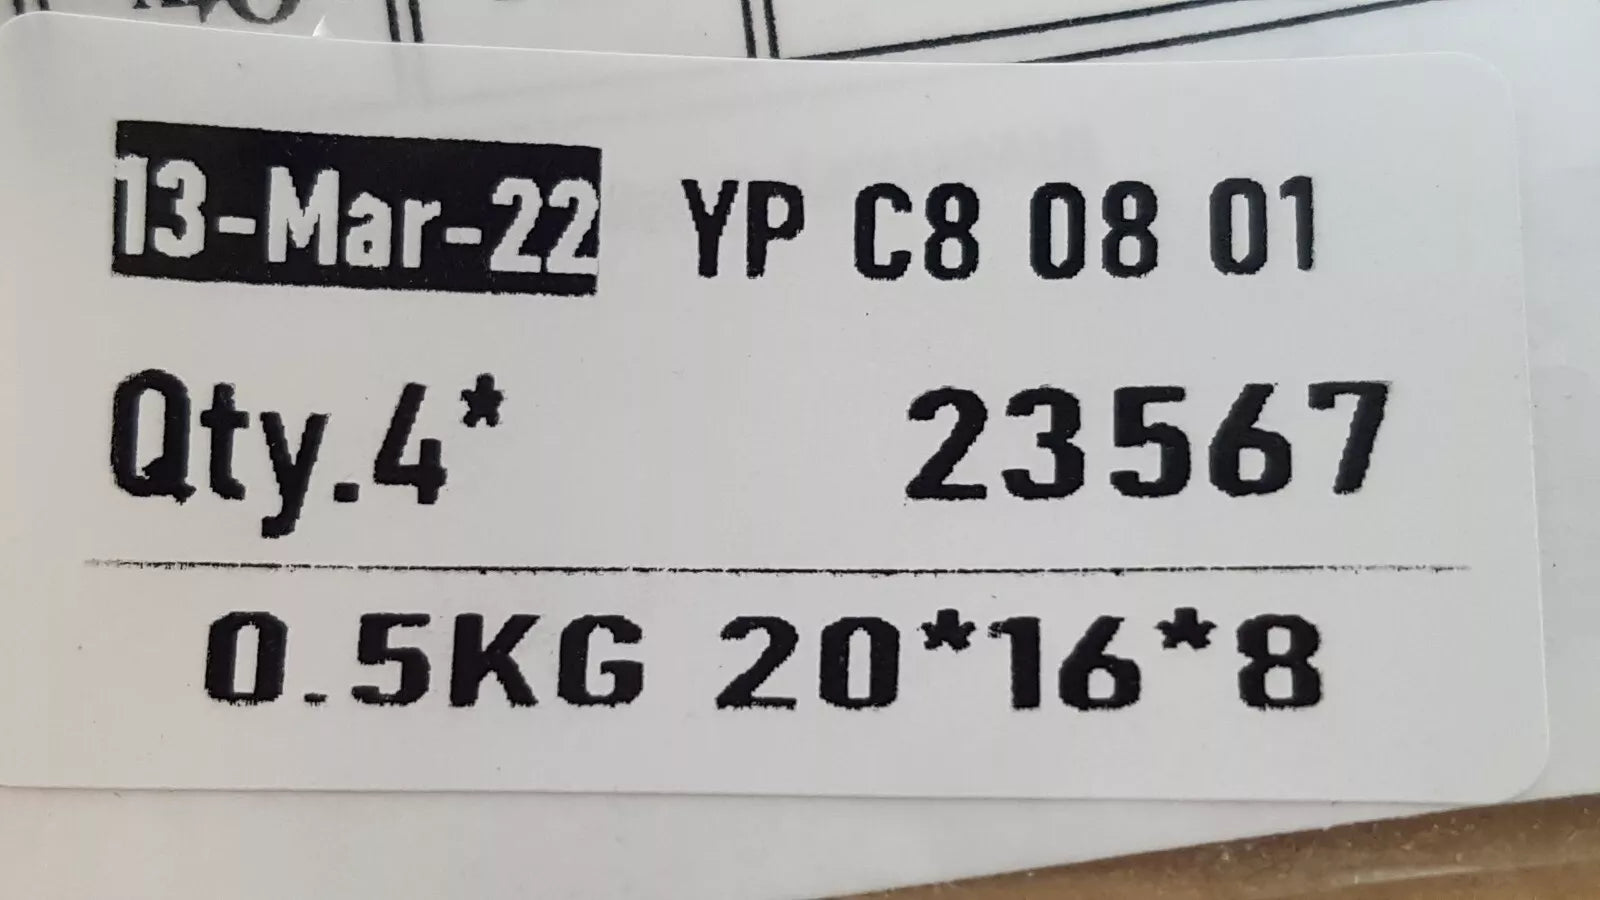 13-Mar-22 YP C8 08 01
Qty.4* 23567
0.5KG 20*16*8